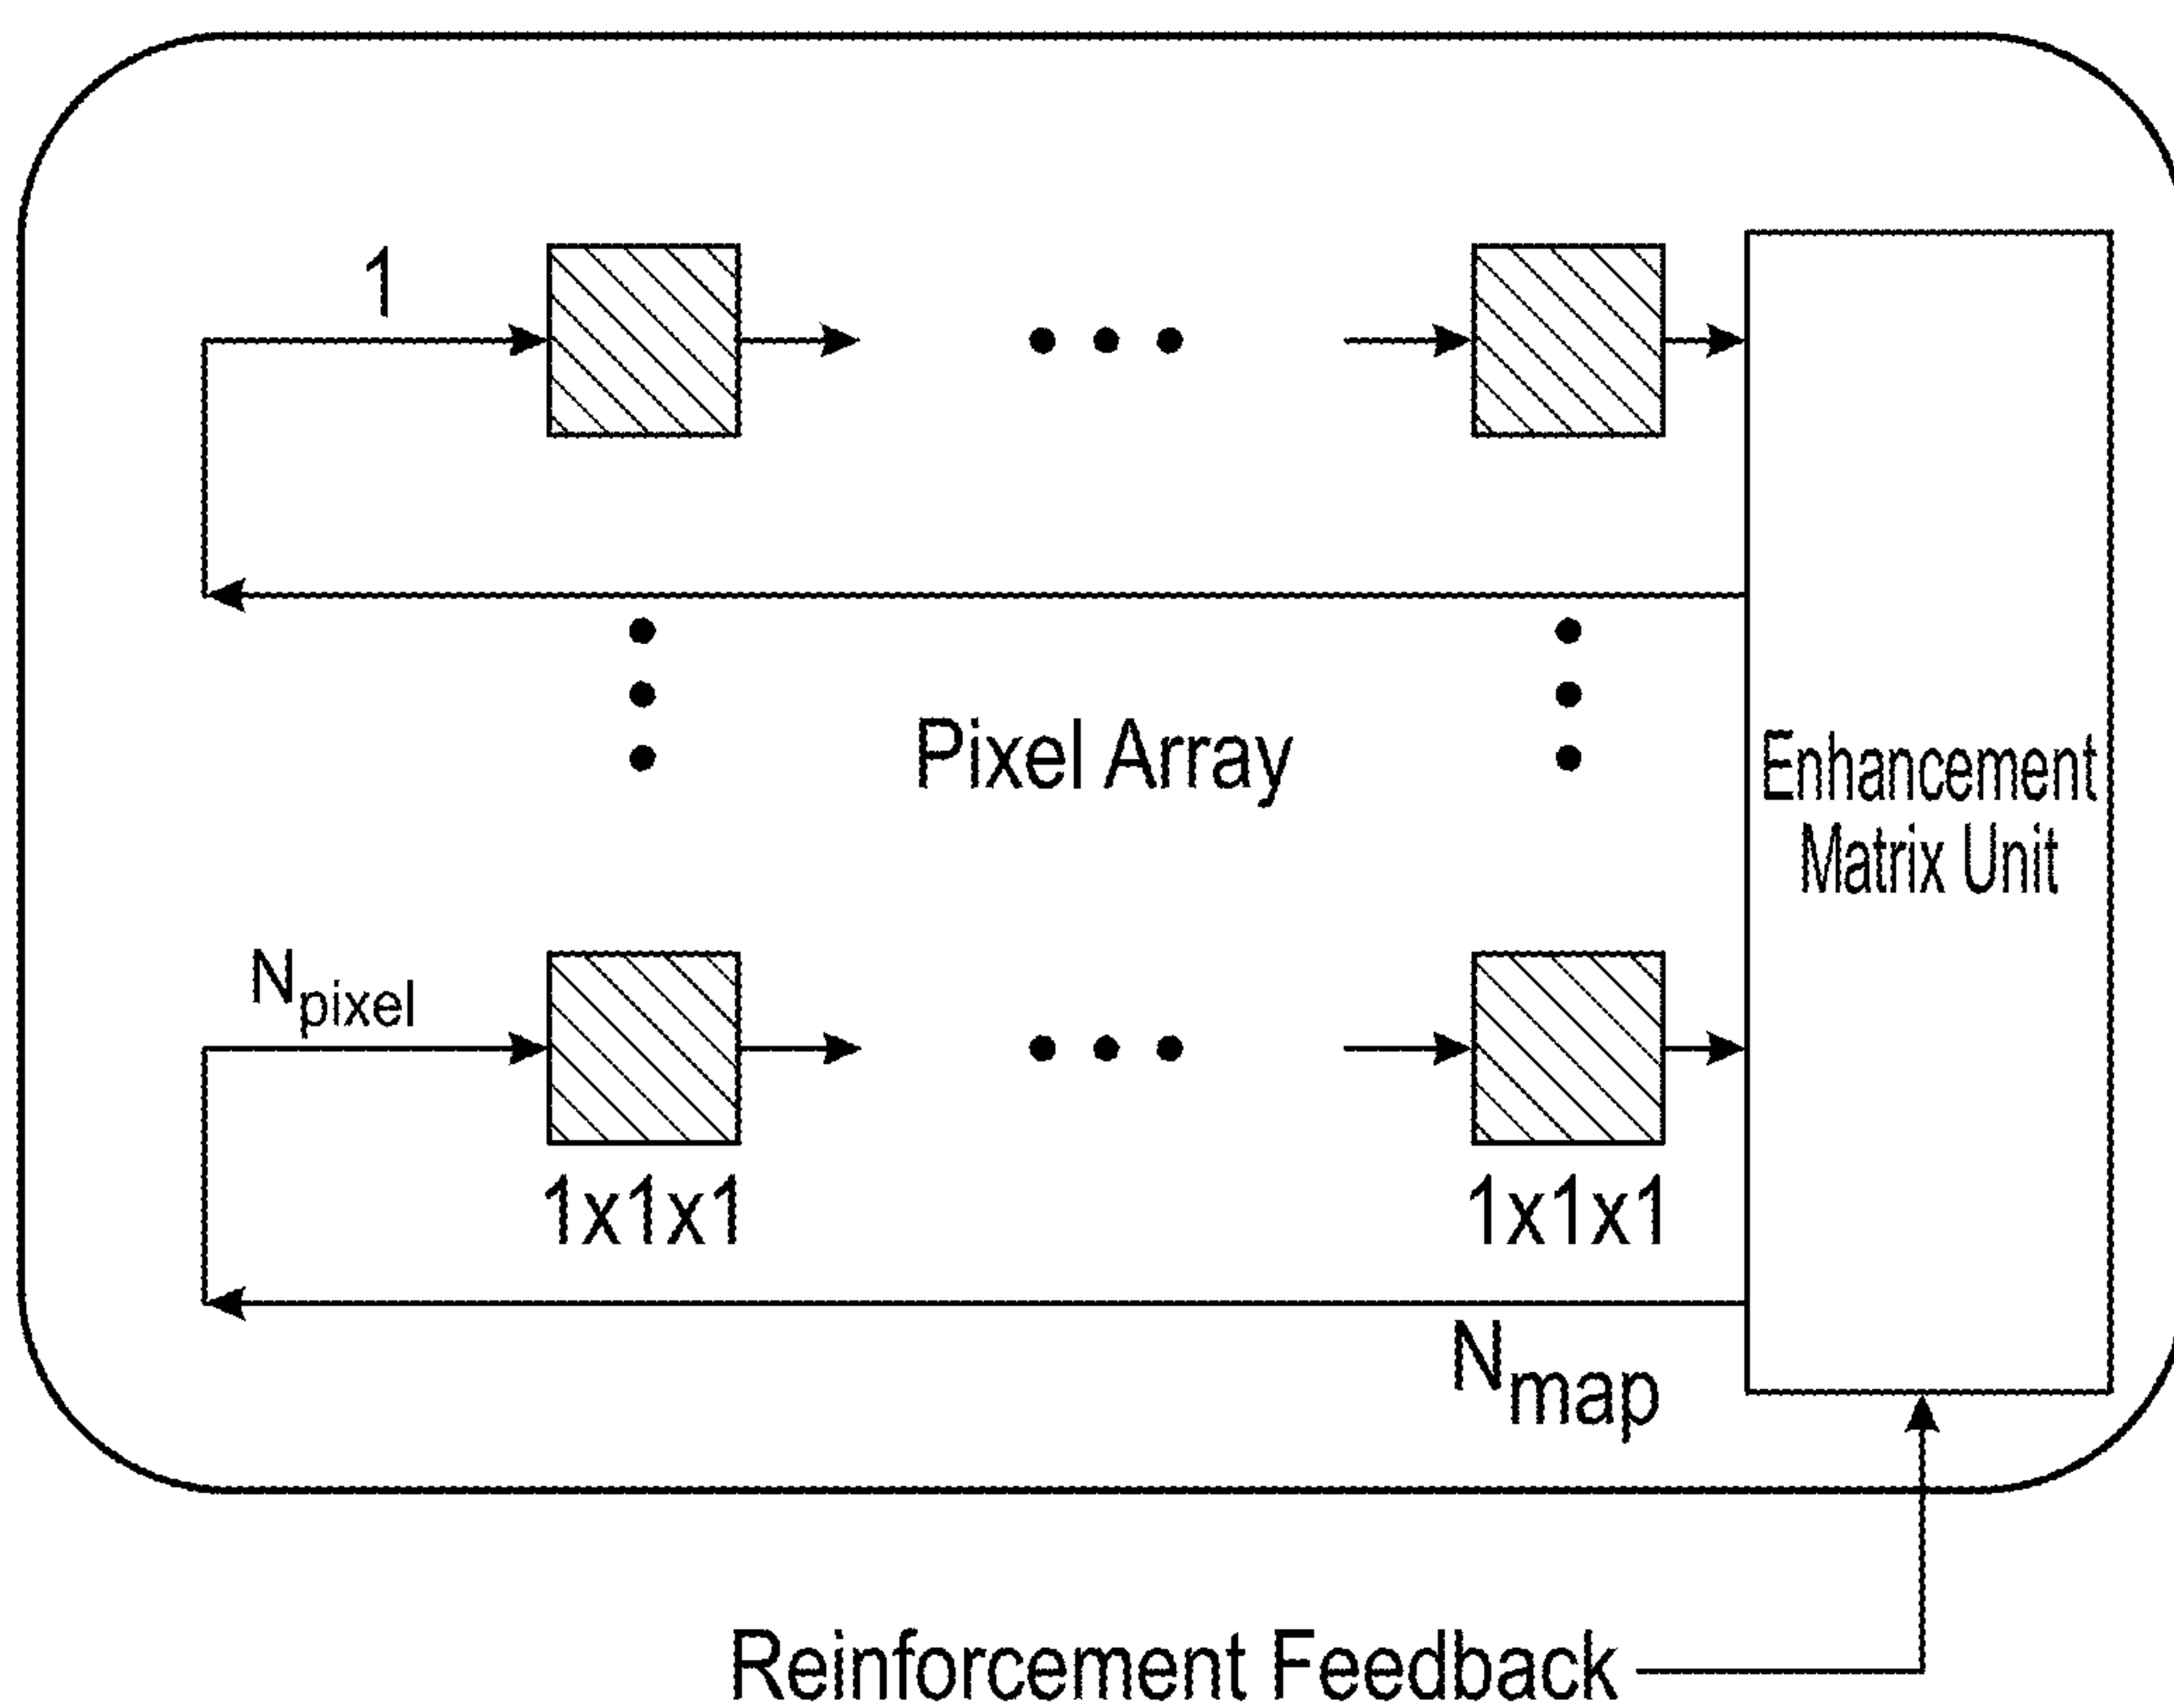 1
Pixel Array
Enhancement
Matrix Unit
Npixel
1x1x1
1x1x1
Nmap
Reinforcement Feedback